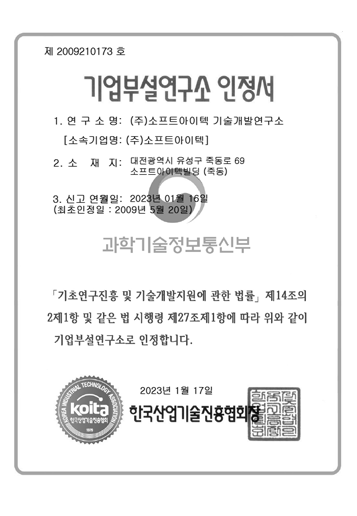 제 2009210173 호
기업부설연구소 인정서
1. 연 구 소 명: (주)소프트아이텍 기술개발연구소
[소속기업명: (주)소프트아이텍]
2. 소 재 지: 대전광역시 유성구 죽동로 69
소프트아이텍빌딩 (죽동)
3. 신고 연월일: 2023년 01월 16일
(최초인정일 : 2009년 5월 20일)
과학기술정보통신부
「기초연구진흥 및 기술개발지원에 관한 법률」 제14조의
2제1항 및 같은 법 시행령 제27조제1항에 따라 위와 같이
기업부설연구소로 인정합니다.
2023년 1월 17일
한국산업기술진흥협회장
KOREA INDUSTRIAL TECHNOLOGY ASSOCIATION
koita
한국산업기술진흥협회